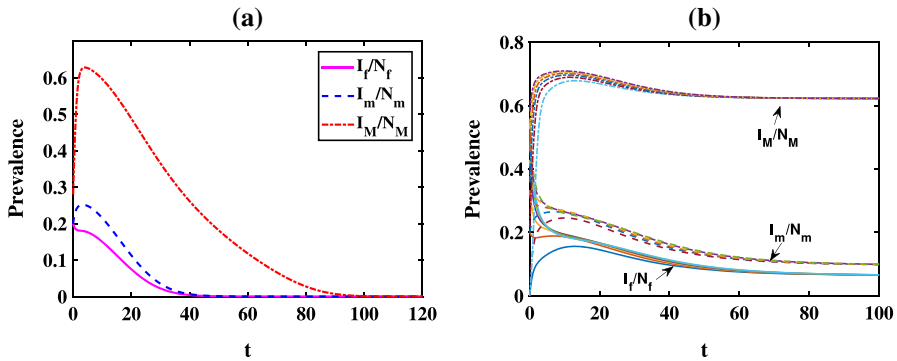 (a)
Prevalence
0.6
0.5
0.4
0.3
0.2
0.1
0
I_f/N_f
I_m/N_m
I_M/N_M
0 20 40 60 80 100 120
t
(b)
Prevalence
0.8
0.6
0.4
0.2
0
I_M/N_M
I_m/N_m
I_f/N_f
0 20 40 60 80 100
t